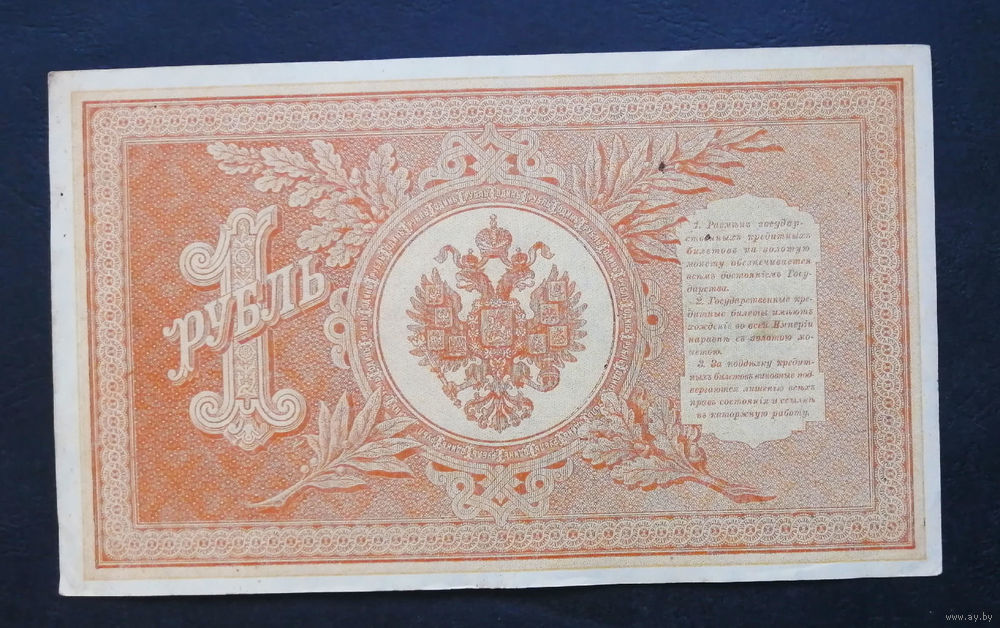 1
РУБЛЬ
1. Размѣнъ государ-
ственныхъ кредитныхъ
билетовъ на золотую
монету обезпечивается
всѣмъ достояніемъ Госу-
дарства.
2. Государственные кре-
дитные билеты имѣютъ
хожденіе во всей Имперіи
наравнѣ съ золотою мо-
нетою.
3. За поддѣлку кредит-
ныхъ билетовъ виновные под-
вергаются лишенію всѣхъ
правъ состоянія и ссылкѣ
въ каторжную работу.
www.ay.by